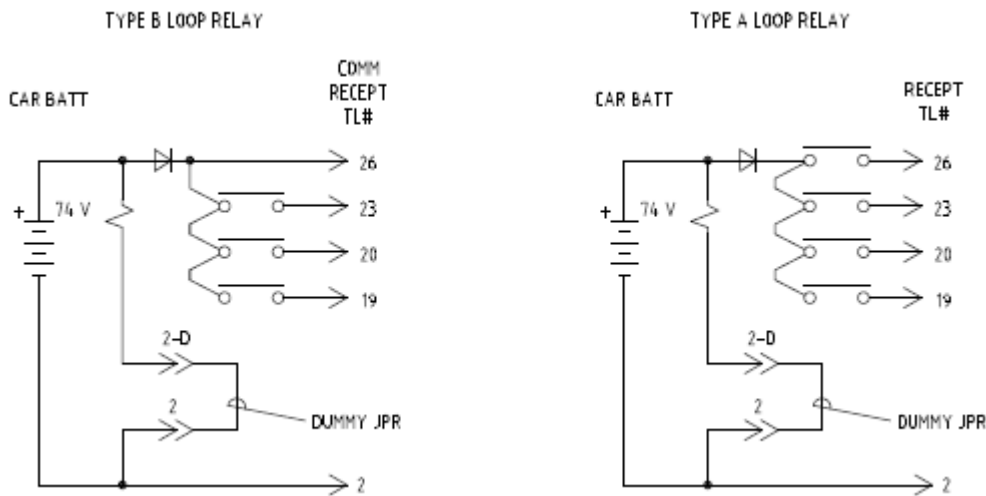 TYPE B LOOP RELAY
CAR BATT
COMM
RECEPT
TL#
26
+
74 V
23
20
19
2-D
2
DUMMY JPR
2
TYPE A LOOP RELAY
CAR BATT
RECEPT
TL#
26
+
74 V
23
20
19
2-D
2
DUMMY JPR
2